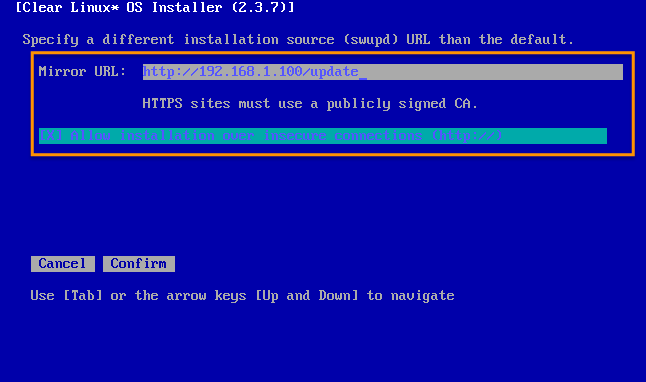 [Clear Linux* OS Installer (2.3.7)]
Specify a different installation source (swupd) URL than the default.
Mirror URL: http://192.168.1.100/update_
HTTPS sites must use a publicly signed CA.
[X] Allow installation over insecure connections (http://)
Cancel Confirm
Use [Tab] or the arrow keys [Up and Down] to navigate